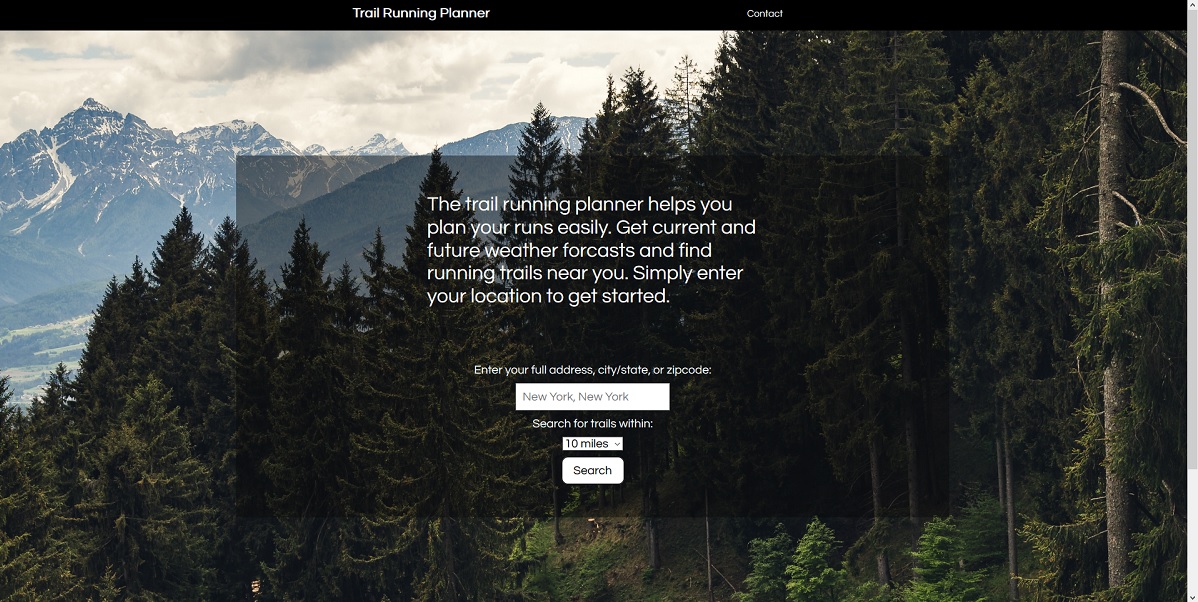 Trail Running Planner
Contact
The trail running planner helps you
plan your runs easily. Get current and
future weather forcasts and find
running trails near you. Simply enter
your location to get started.
Enter your full address, city/state, or zipcode:
New York, New York
Search for trails within:
10 miles
Search